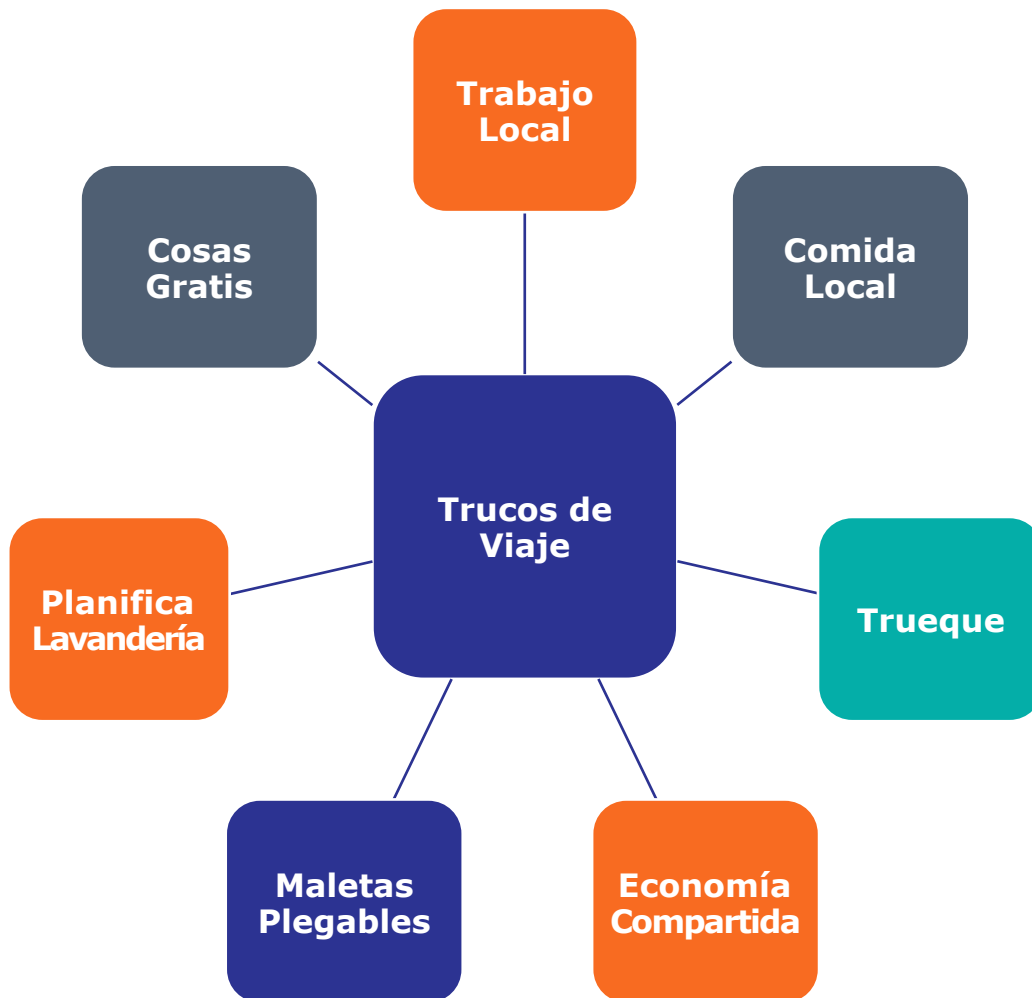 Trabajo
Local
Cosas
Gratis
Comida
Local
Trucos de
Viaje
Planifica
Lavandería
Trueque
Maletas
Plegables
Economía
Compartida